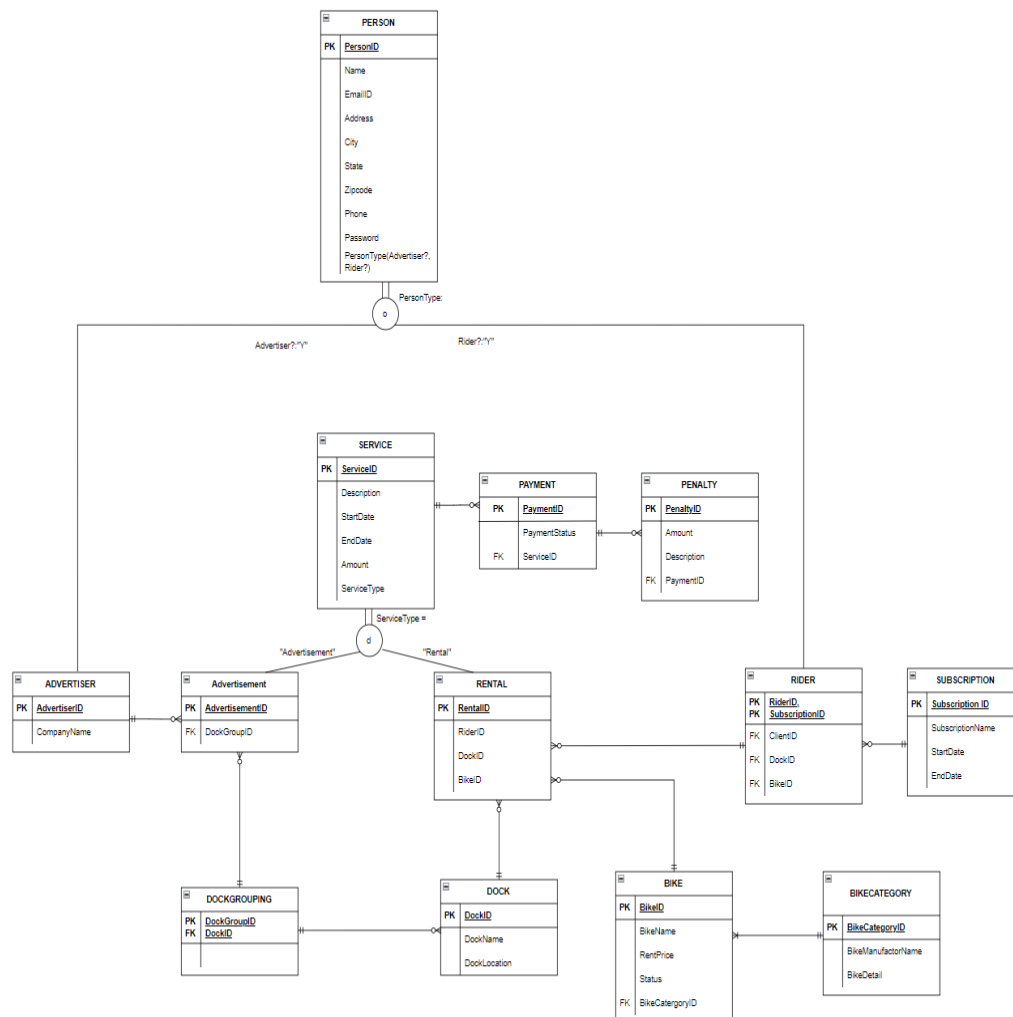 PERSON
PK PersonID
Name
EmailID
Address
City
State
Zipcode
Phone
Password
PersonType(Advertiser?,
Rider?)
PersonType:
o
Advertiser?:"Y"
Rider?:"Y"
SERVICE
PK ServiceID
Description
StartDate
EndDate
Amount
ServiceType
PAYMENT
PK PaymentID
PaymentStatus
FK ServiceID
PENALTY
PK PenaltyID
Amount
Description
FK PaymentID
ServiceType =
d
"Advertisement"
"Rental"
ADVERTISER
PK AdvertiserID
CompanyName
Advertisement
PK AdvertisementID
FK DockGroupID
RENTAL
PK RentalID
RiderID
DockID
BikeID
RIDER
PK RiderID,
PK SubscriptionID
FK ClientID
FK DockID
FK BikeID
SUBSCRIPTION
PK Subscription ID
SubscriptionName
StartDate
EndDate
DOCKGROUPING
PK DockGroupID
FK DockID
DOCK
PK DockID
DockName
DockLocation
BIKE
PK BikeID
BikeName
RentPrice
Status
FK BikeCatergoryID
BIKECATEGORY
PK BikeCategoryID
BikeManufactorName
BikeDetail